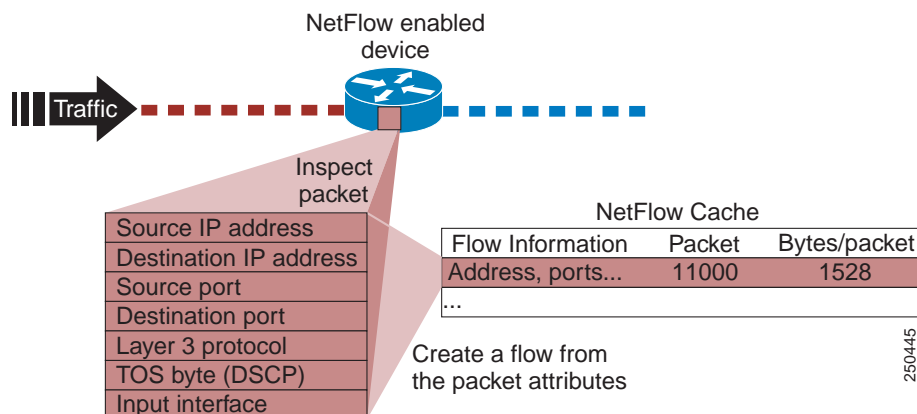 NetFlow enabled
device
Traffic
Inspect
packet
Source IP address
Destination IP address
Source port
Destination port
Layer 3 protocol
TOS byte (DSCP)
Input interface
NetFlow Cache
Flow Information Packet Bytes/packet
Address, ports... 11000 1528
...
Create a flow from
the packet attributes
250445